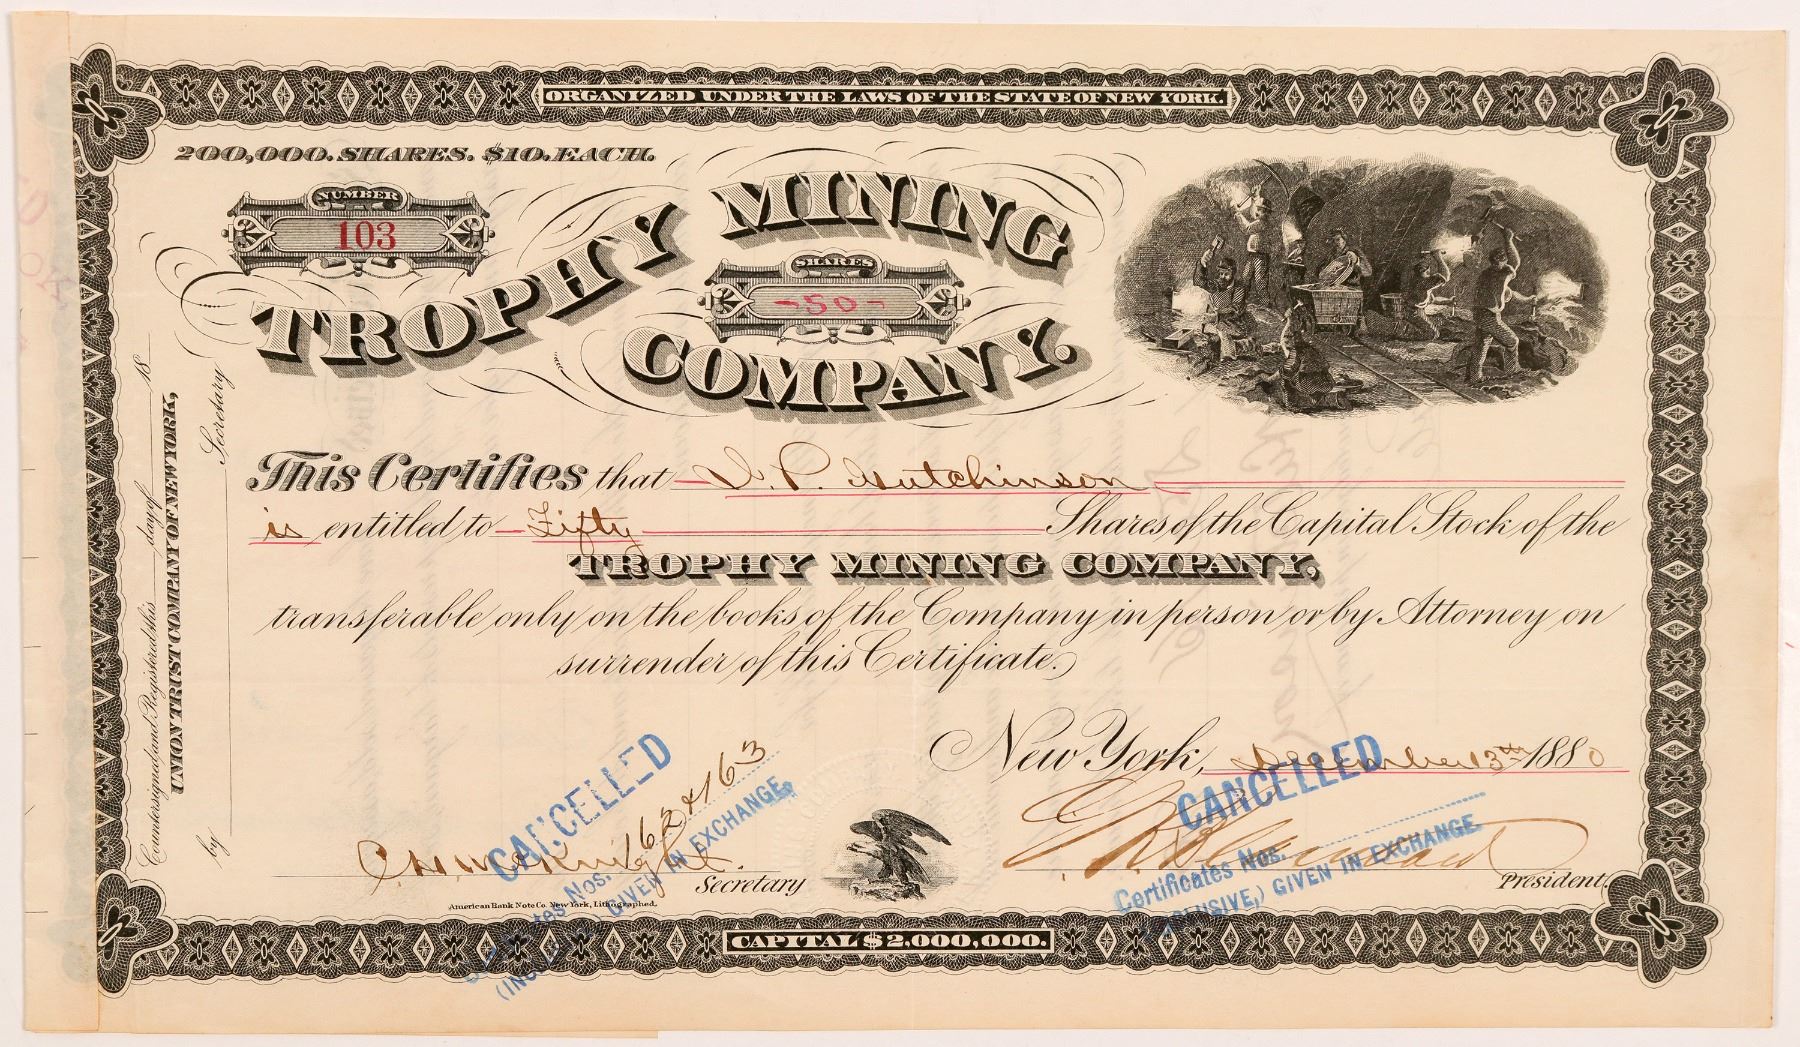 ORGANIZED UNDER THE LAWS OF THE STATE OF NEW YORK.
200,000. SHARES. $10. EACH.
NUMBER
103
TROPHY MINING
SHARES
-50-
COMPANY.
This Certifies that J. P. Hutchinson
is entitled to Fifty Shares of the Capital Stock of the
TROPHY MINING COMPANY,
transferable only on the books of the Company in person or by Attorney on
surrender of this Certificate.
New York, December 13th 1880
CANCELLED
Certificates Nos. 162 & 163
GIVEN IN EXCHANGE.
C. H. McKnight Secretary
CANCELLED
Certificates Nos.
GIVEN IN EXCHANGE
President.
American Bank Note Co. New York, Lithographed.
CAPITAL $2,000,000.
Countersigned and Registered this day of 18
UNION TRUST COMPANY OF NEW YORK,
by Secretary